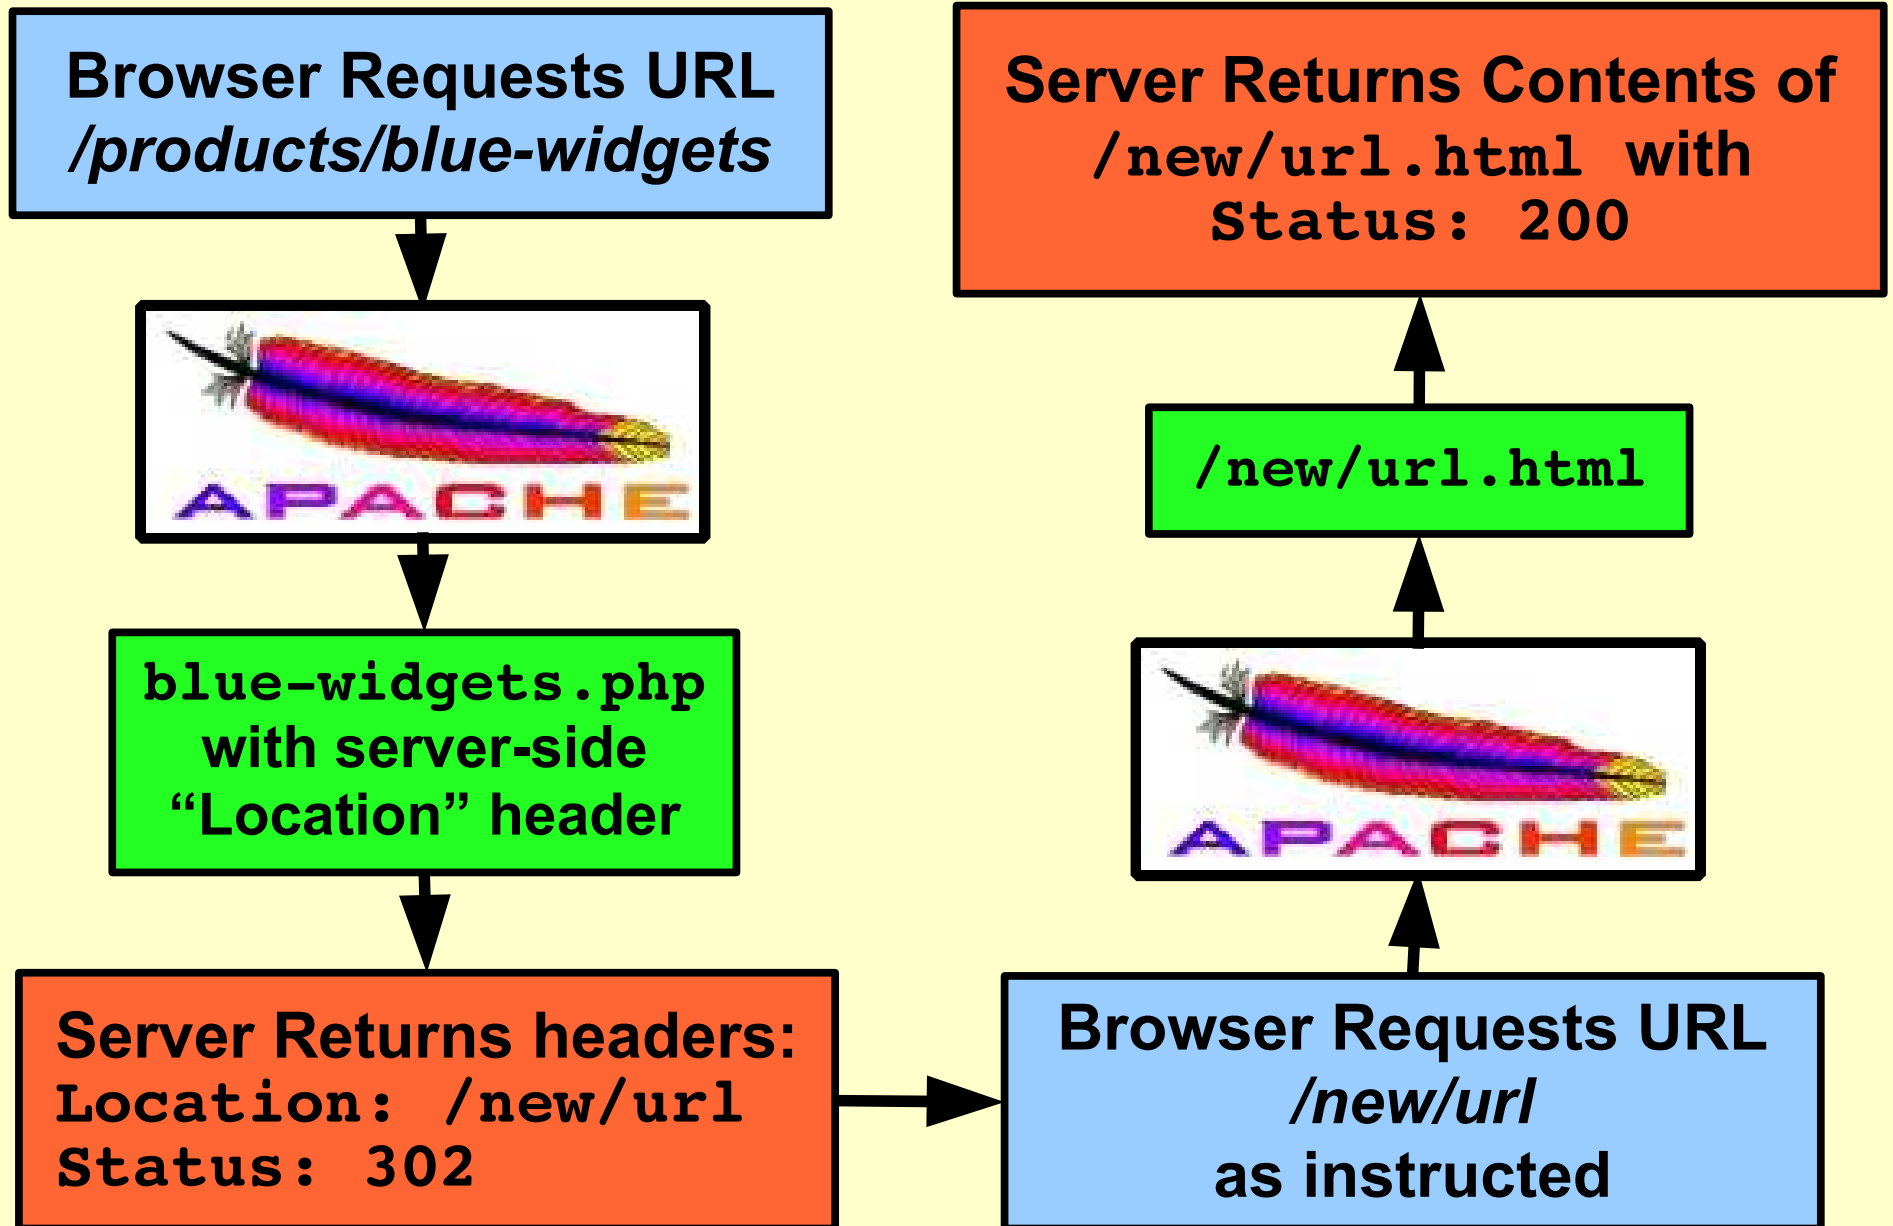 Browser Requests URL
/products/blue-widgets
APACHE
blue-widgets.php
with server-side
“Location” header
Server Returns headers:
Location: /new/url
Status: 302
Browser Requests URL
/new/url
as instructed
APACHE
/new/url.html
Server Returns Contents of
/new/url.html with
Status: 200